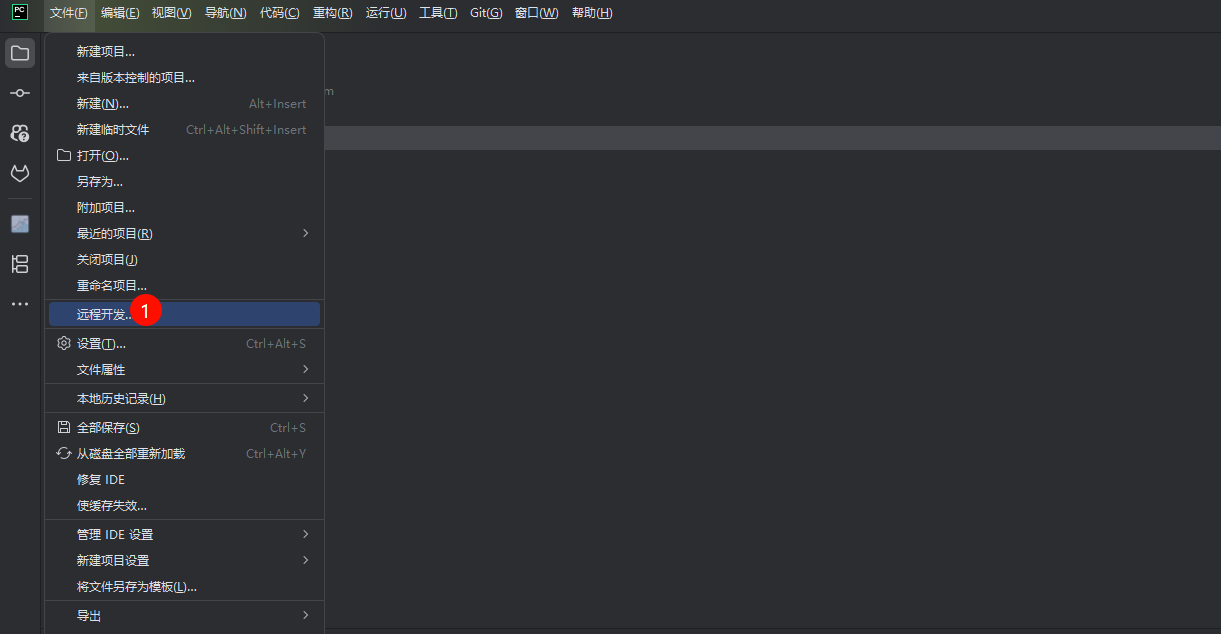 PC 文件(F) 编辑(E) 视图(V) 导航(N) 代码(C) 重构(R) 运行(U) 工具(T) Git(G) 窗口(W) 帮助(H)
新建项目...
来自版本控制的项目...
新建(N)... Alt+Insert
新建临时文件 Ctrl+Alt+Shift+Insert
打开(O)...
另存为...
附加项目...
最近的项目(R)
关闭项目(J)
重命名项目...
远程开发... 1
设置(T)... Ctrl+Alt+S
文件属性
本地历史记录(H)
全部保存(S) Ctrl+S
从磁盘全部重新加载 Ctrl+Alt+Y
修复 IDE
使缓存失效...
管理 IDE 设置
新建项目设置
将文件另存为模板(L)...
导出